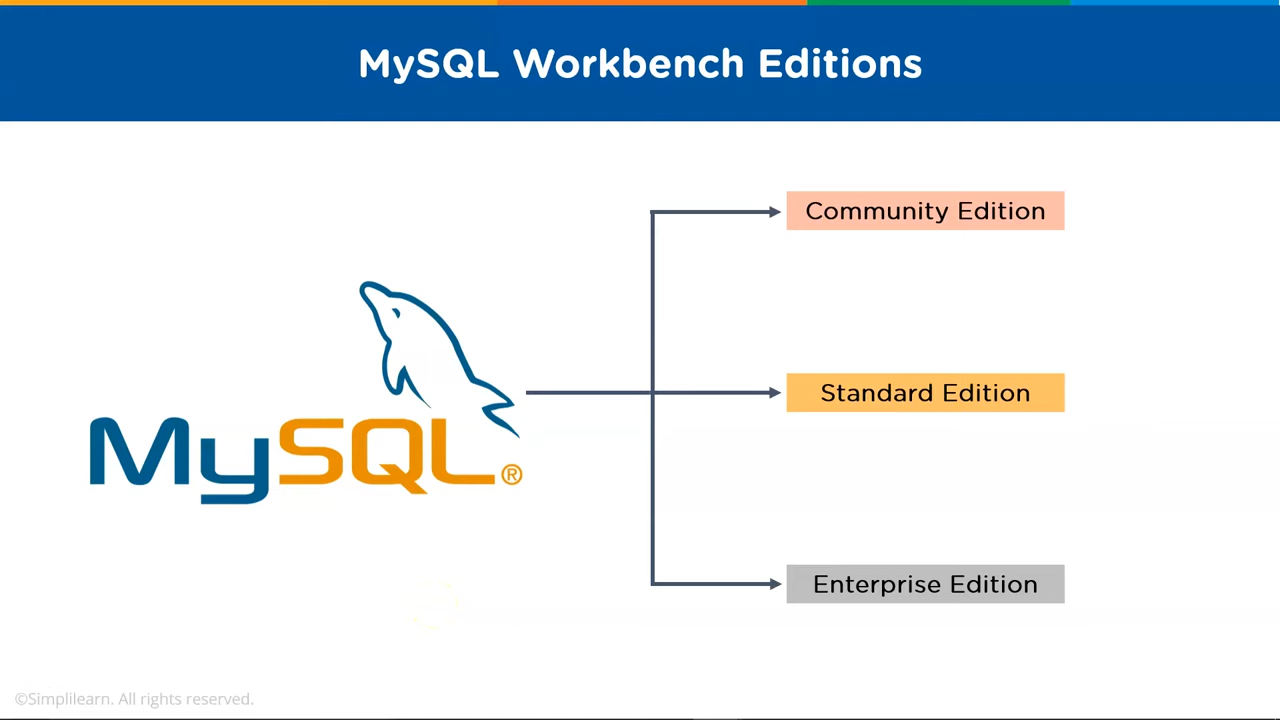 MySQL Workbench Editions
Community Edition
Standard Edition
MySQL®
Enterprise Edition
©Simplilearn. All rights reserved.